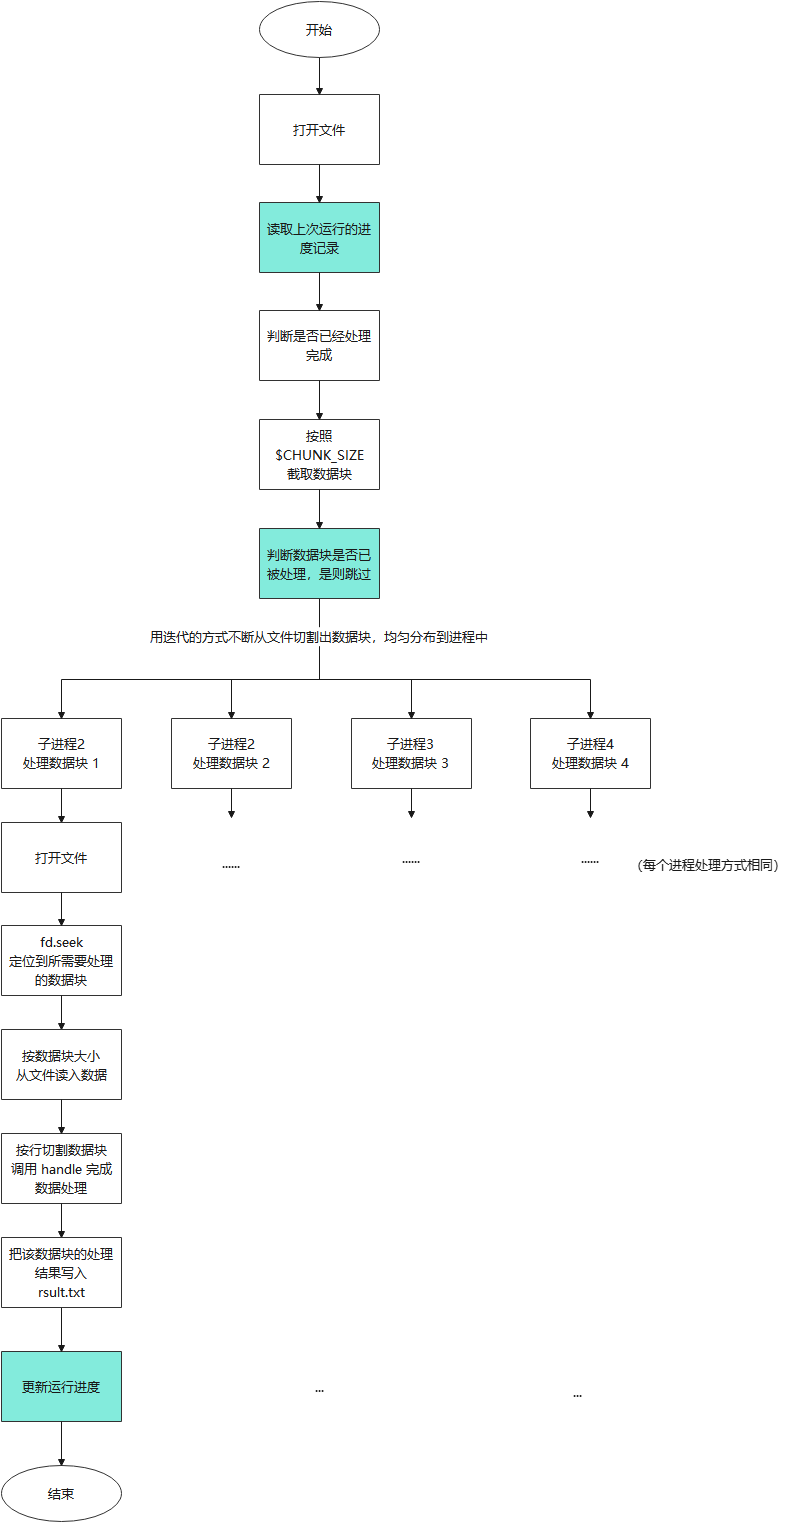 开始
打开文件
读取上次运行的进
度记录
判断是否已经处理
完成
按照
$CHUNK_SIZE
截取数据块
判断数据块是否已
被处理，是则跳过
用迭代的方式不断从文件切割出数据块，均匀分布到进程中
子进程2
处理数据块 1
子进程2
处理数据块 2
子进程3
处理数据块 3
子进程4
处理数据块 4
打开文件
......
......
......
（每个进程处理方式相同）
fd.seek
定位到所需要处理
的数据块
按数据块大小
从文件读入数据
按行切割数据块
调用 handle 完成
数据处理
把该数据块的处理
结果写入
rsult.txt
更新运行进度
...
...
结束